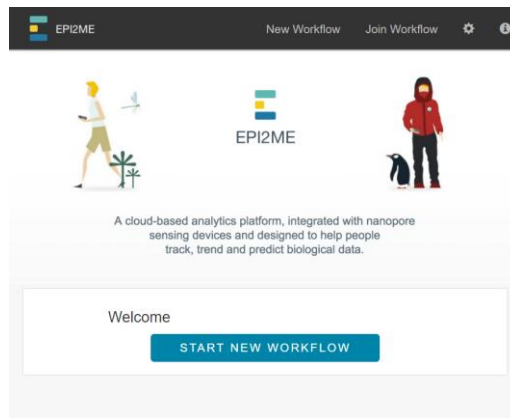 EPI2ME New Workflow Join Workflow
EPI2ME
A cloud-based analytics platform, integrated with nanopore
sensing devices and designed to help people
track, trend and predict biological data.
Welcome
START NEW WORKFLOW